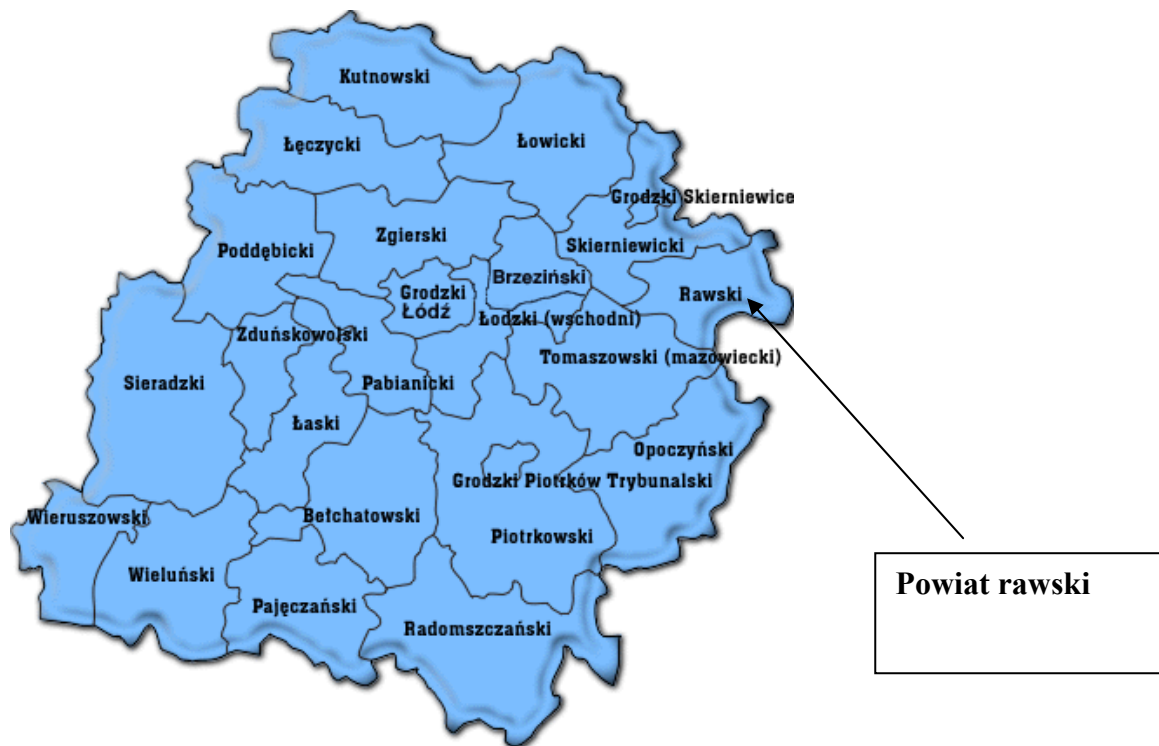 Kutnowski
Łęczycki
Łowicki
Grodzki Skierniewice
Zgierski
Skierniewicki
Poddębicki
Brzeziński
Grodzki
Łódź
Rawski
Łodzki (wschodni)
Zduńskowolski
Tomaszowski (mazowiecki)
Sieradzki
Pabianicki
Łaski
Opoczyński
Grodzki Piotrków Trybunalski
Wieruszowski
Bełchatowski
Piotrkowski
Wieluński
Pajęczański
Radomszczański
Powiat rawski